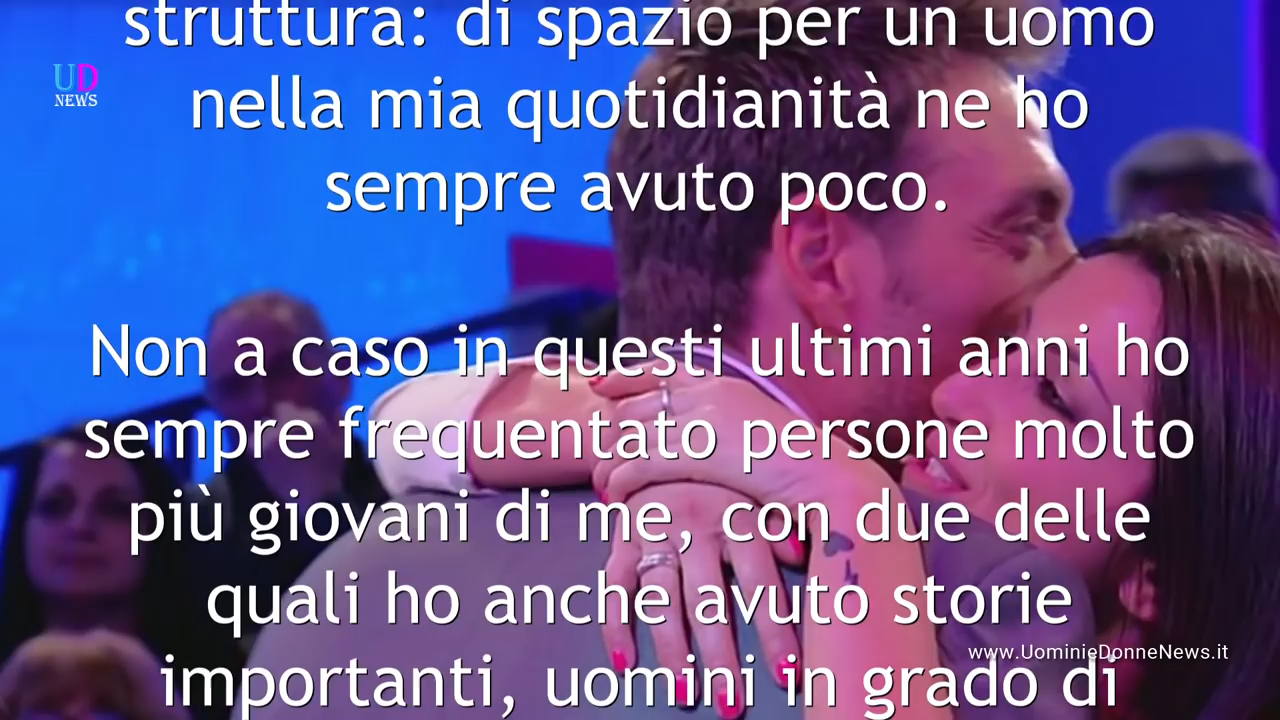 struttura: di spazio per un uomo
UD
NEWS
nella mia quotidianità ne ho
sempre avuto poco.
Non a caso in questi ultimi anni ho
sempre frequentato persone molto
più giovani di me, con due delle
quali ho anche avuto storie
www.UominieDonneNews.it
importanti, uomini in grado di